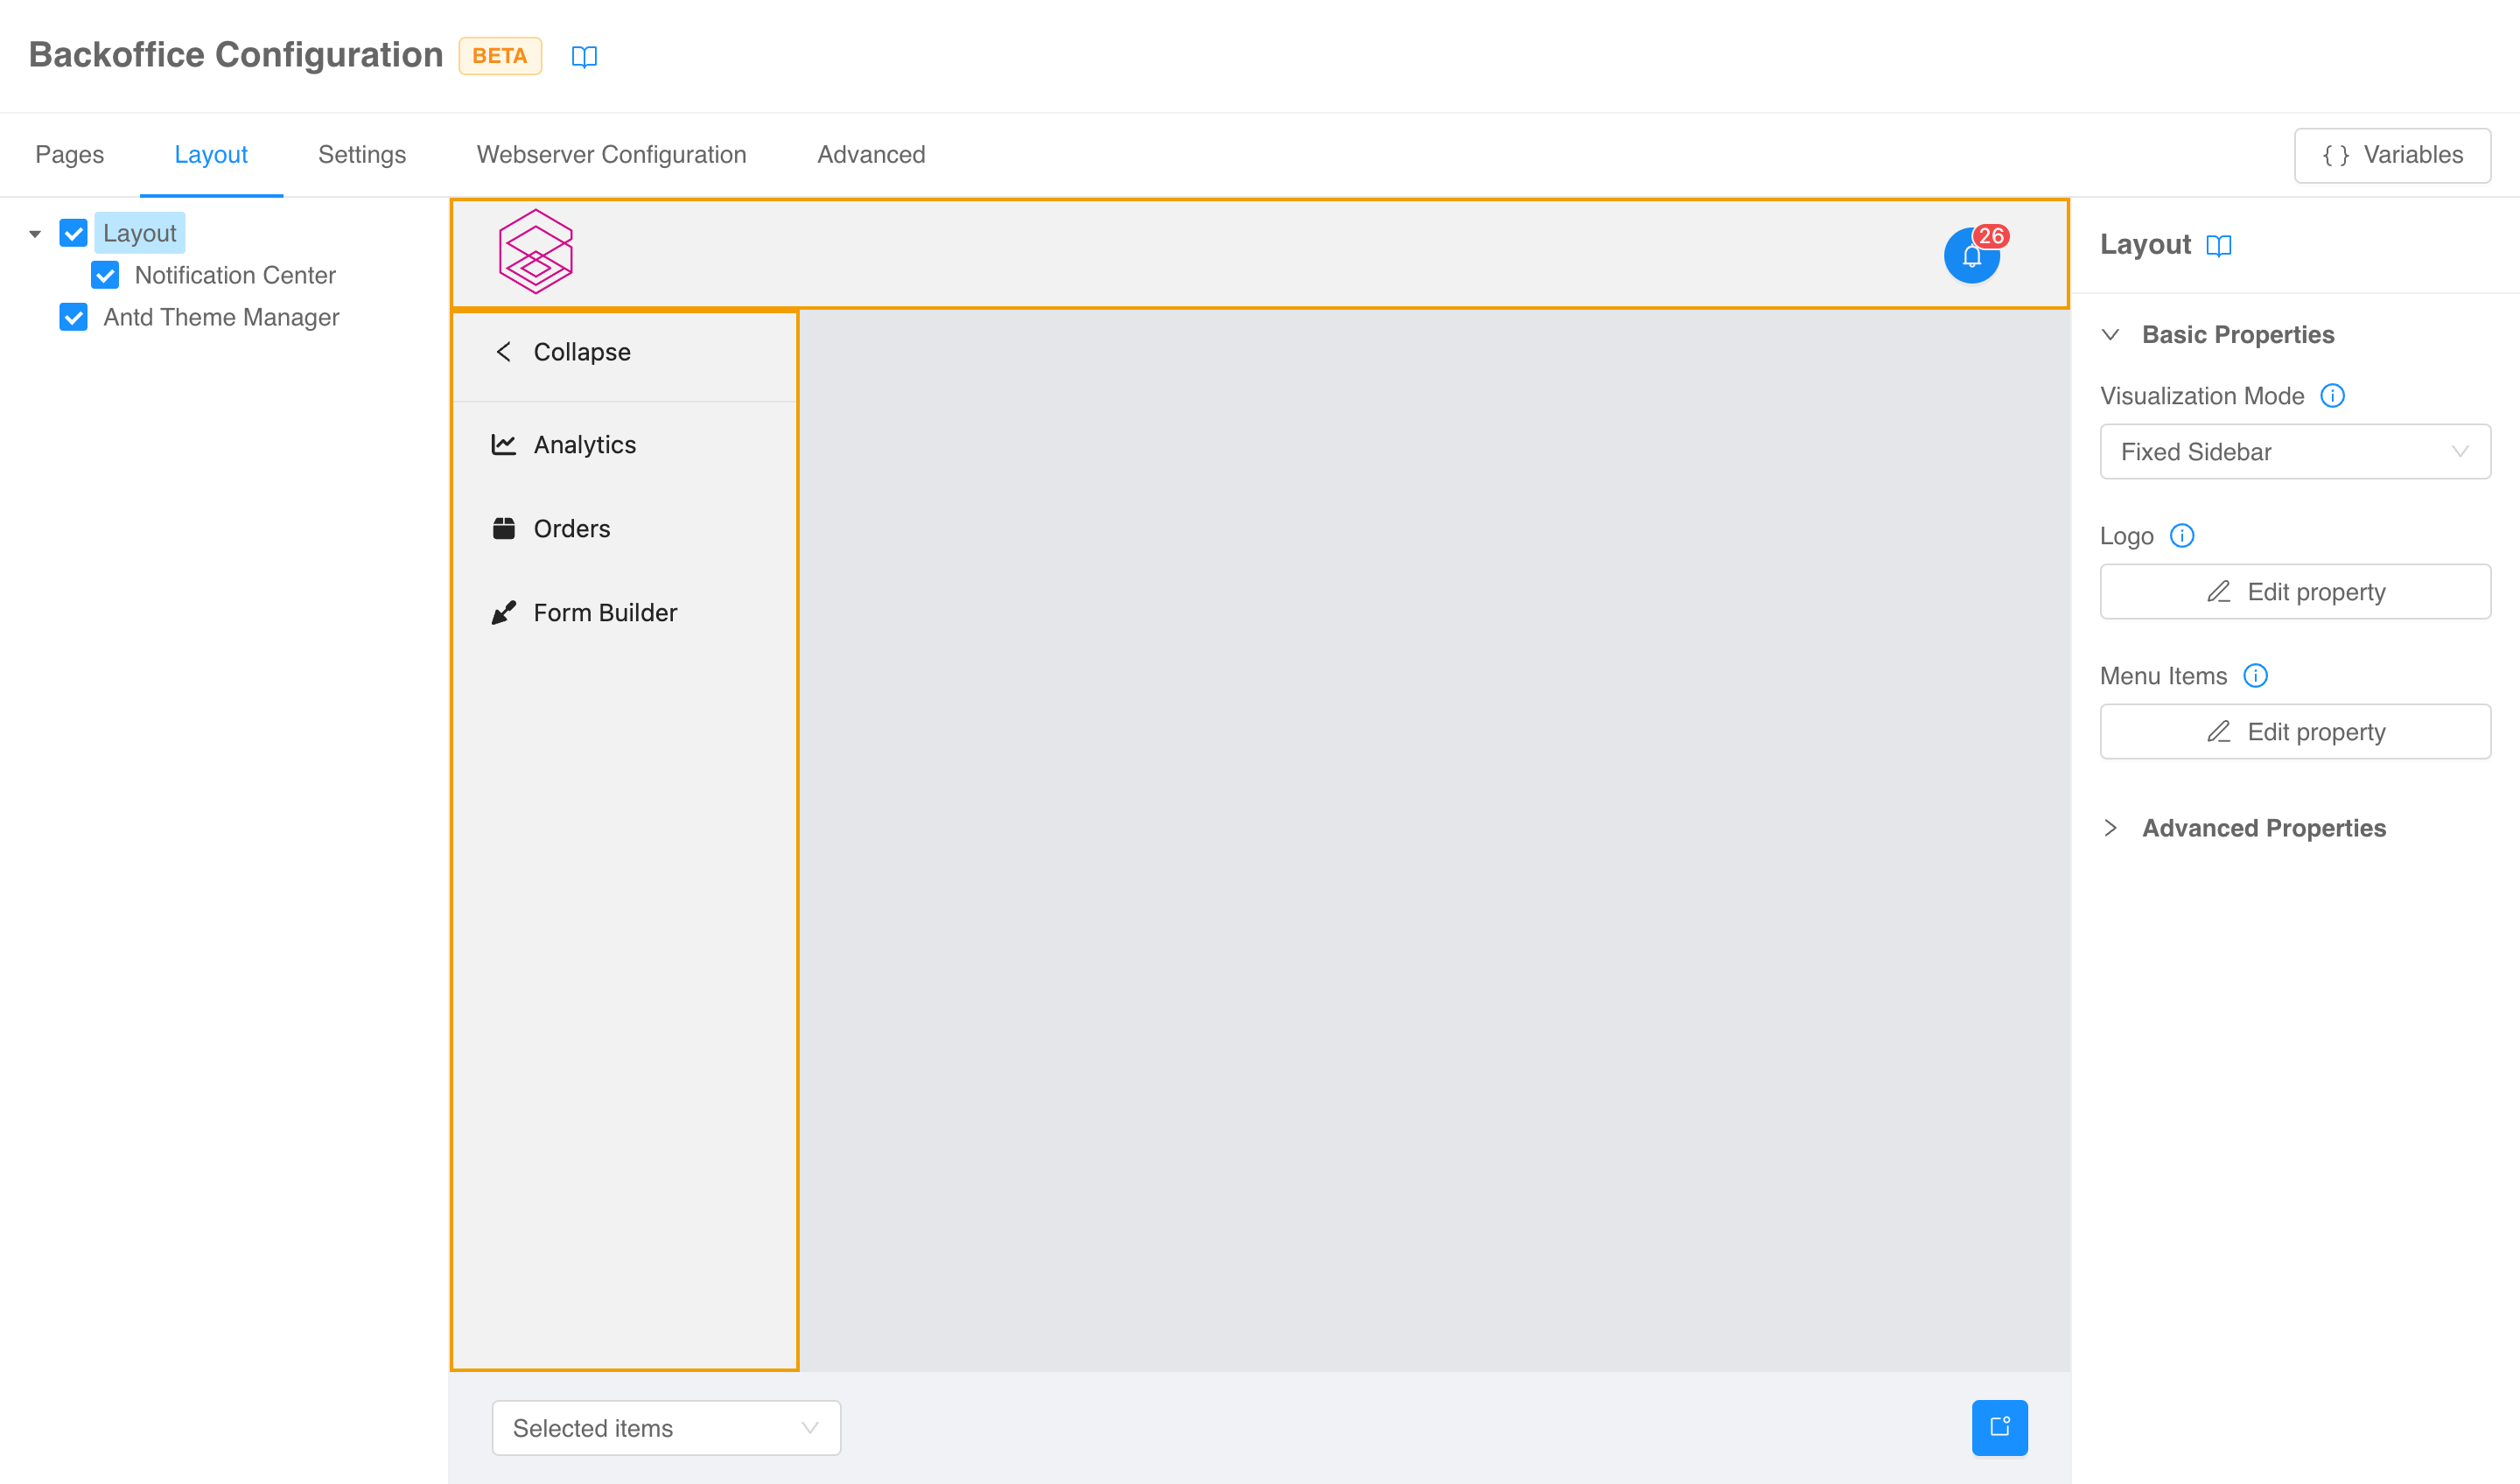 Backoffice Configuration BETA
Pages Layout Settings Webserver Configuration Advanced { } Variables
Layout
Notification Center
Antd Theme Manager
26
Collapse
Analytics
Orders
Form Builder
Selected items
Layout
Basic Properties
Visualization Mode
Fixed Sidebar
Logo
Edit property
Menu Items
Edit property
Advanced Properties